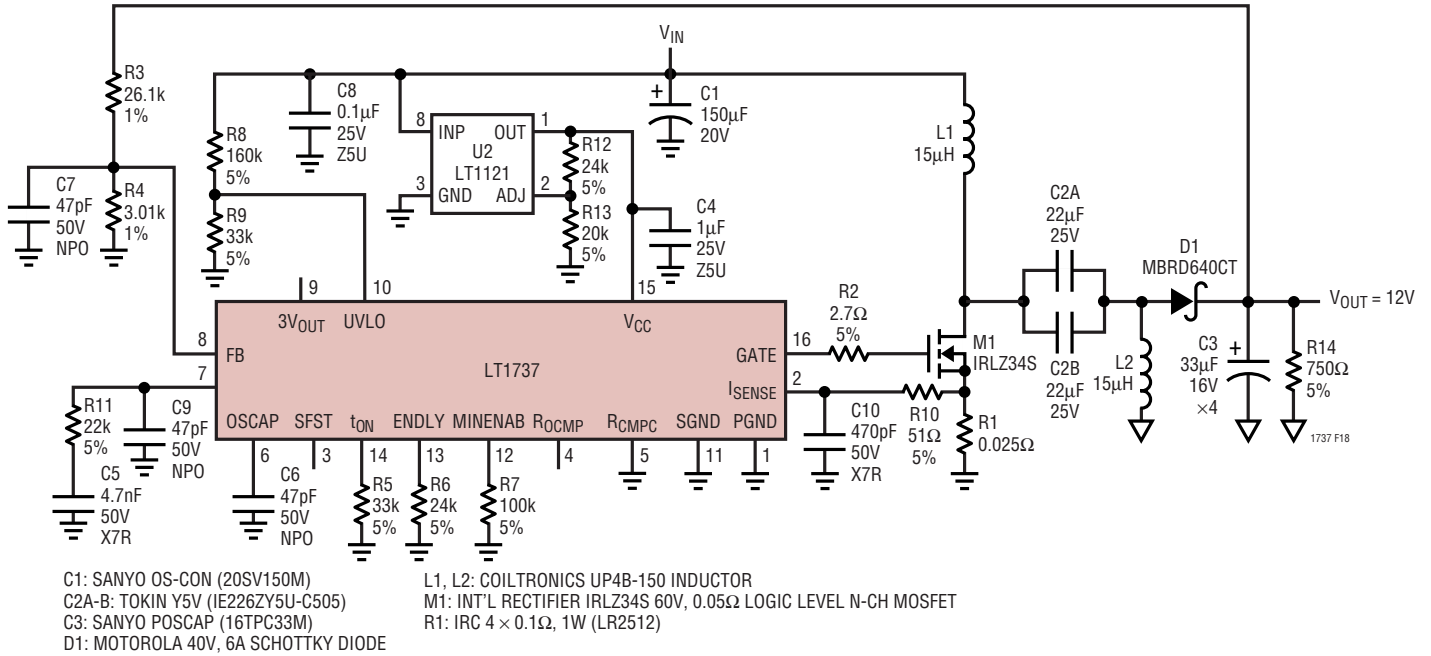 R3
26.1k
1%
C7
47pF
50V
NPO
R4
3.01k
1%
R8
160k
5%
R9
33k
5%
C8
0.1µF
25V
Z5U
8
INP
OUT
1
U2
LT1121
3
GND
ADJ
2
R12
24k
5%
R13
20k
5%
VIN
+
C1
150µF
20V
C4
1µF
25V
Z5U
L1
15µH
C2A
22µF
25V
C2B
22µF
25V
D1
MBRD640CT
VOUT = 12V
L2
15µH
C3
33µF
16V
×4
+
R14
750Ω
5%
1737 F18
9
10
15
3VOUT
UVLO
VCC
8
FB
7
LT1737
GATE
16
ISENSE
2
R2
2.7Ω
5%
M1
IRLZ34S
R11
22k
5%
C9
47pF
50V
NPO
C5
4.7nF
50V
X7R
OSCAP
SFST
tON
ENDLY
MINENAB
ROCMP
RCMPC
SGND
PGND
6
3
14
13
12
4
5
11
1
C6
47pF
50V
NPO
R5
33k
5%
R6
24k
5%
R7
100k
5%
C10
470pF
50V
X7R
R10
51Ω
5%
R1
0.025Ω
C1: SANYO OS-CON (20SV150M)
C2A-B: TOKIN Y5V (IE226ZY5U-C505)
C3: SANYO POSCAP (16TPC33M)
D1: MOTOROLA 40V, 6A SCHOTTKY DIODE
L1, L2: COILTRONICS UP4B-150 INDUCTOR
M1: INT'L RECTIFIER IRLZ34S 60V, 0.05Ω LOGIC LEVEL N-CH MOSFET
R1: IRC 4 × 0.1Ω, 1W (LR2512)